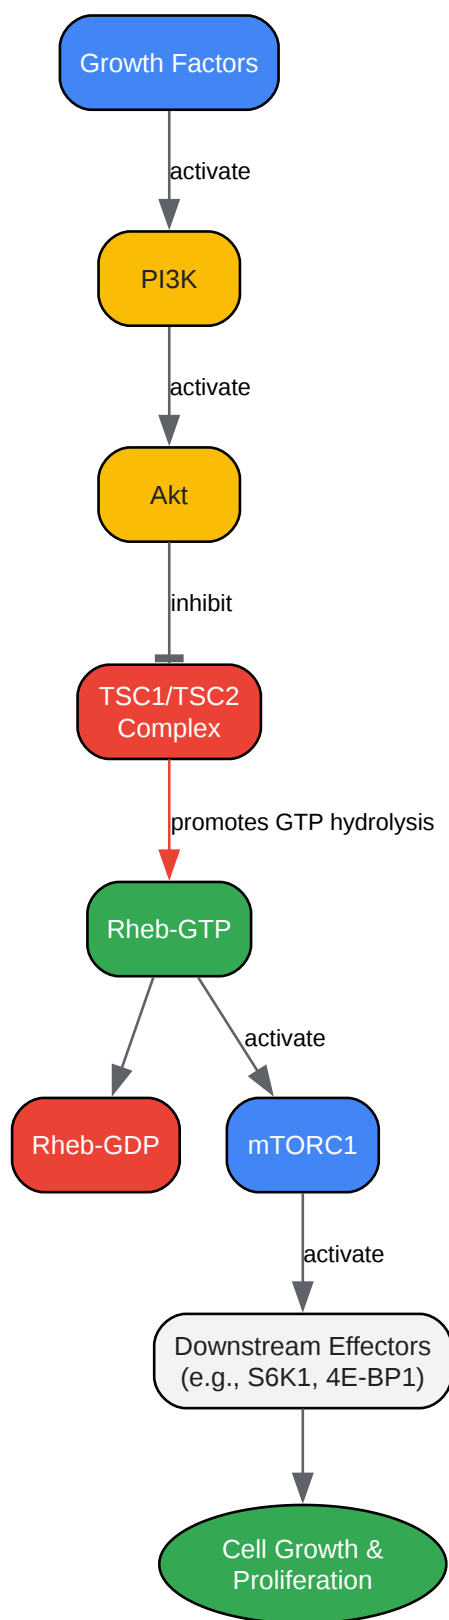 Growth Factors
activate
PI3K
activate
Akt
inhibit
TSC1/TSC2
Complex
promotes GTP hydrolysis
Rheb-GTP
activate
Rheb-GDP
mTORC1
activate
Downstream Effectors
(e.g., S6K1, 4E-BP1)
Cell Growth &
Proliferation